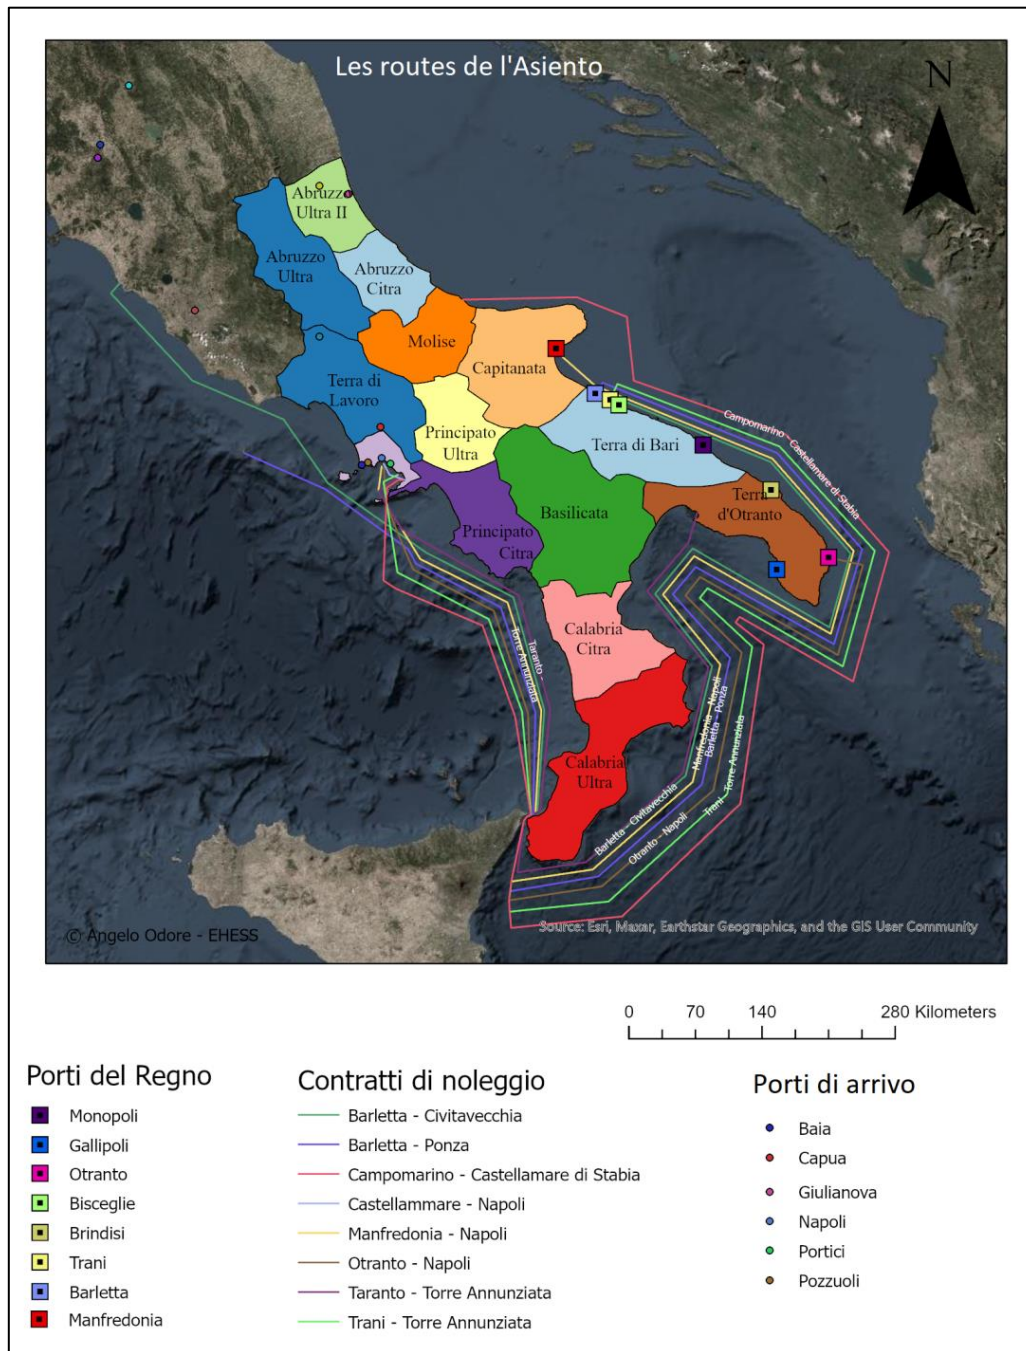 Les routes de l'Asiento
N
Abruzzo
Ultra II
Abruzzo
Ultra
Abruzzo
Citra
Molise
Capitanata
Terra di
Lavoro
Principato
Ultra
Terra di Bari
Campomarino - Castellamare di Stabia
Terra
d'Otranto
Basilicata
Principato
Citra
Calabria
Citra
Taranto -
Torre Annunziata
Manfredonia - Napoli
Barletta - Ponza
Calabria
Ultra
Barletta - Civitavecchia
Otranto - Napoli
Trani - Torre Annunziata
© Angelo Odore - EHESS
Source: Esri, Maxar, Earthstar Geographics, and the GIS User Community
0 70 140 280 Kilometers
Porti del Regno
Monopoli
Gallipoli
Otranto
Bisceglie
Brindisi
Trani
Barletta
Manfredonia
Contratti di noleggio
Barletta - Civitavecchia
Barletta - Ponza
Campomarino - Castellamare di Stabia
Castellammare - Napoli
Manfredonia - Napoli
Otranto - Napoli
Taranto - Torre Annunziata
Trani - Torre Annunziata
Porti di arrivo
Baia
Capua
Giulianova
Napoli
Portici
Pozzuoli